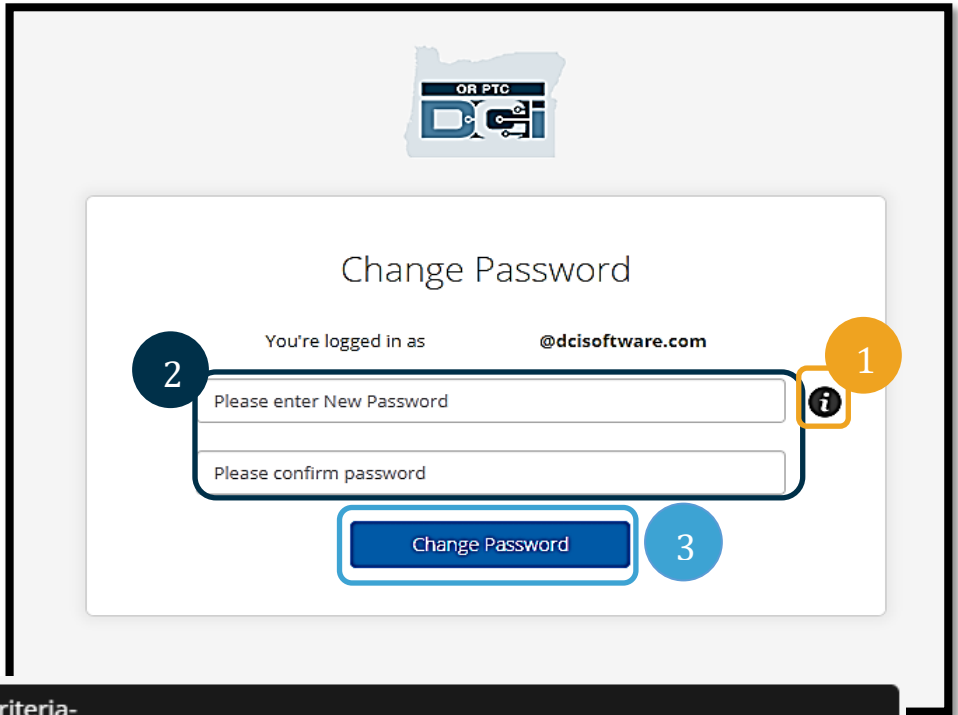 OR PTC
DCi
Change Password
You're logged in as @dcisoftware.com
2
1
Please enter New Password
i
Please confirm password
Change Password
3
riteria-